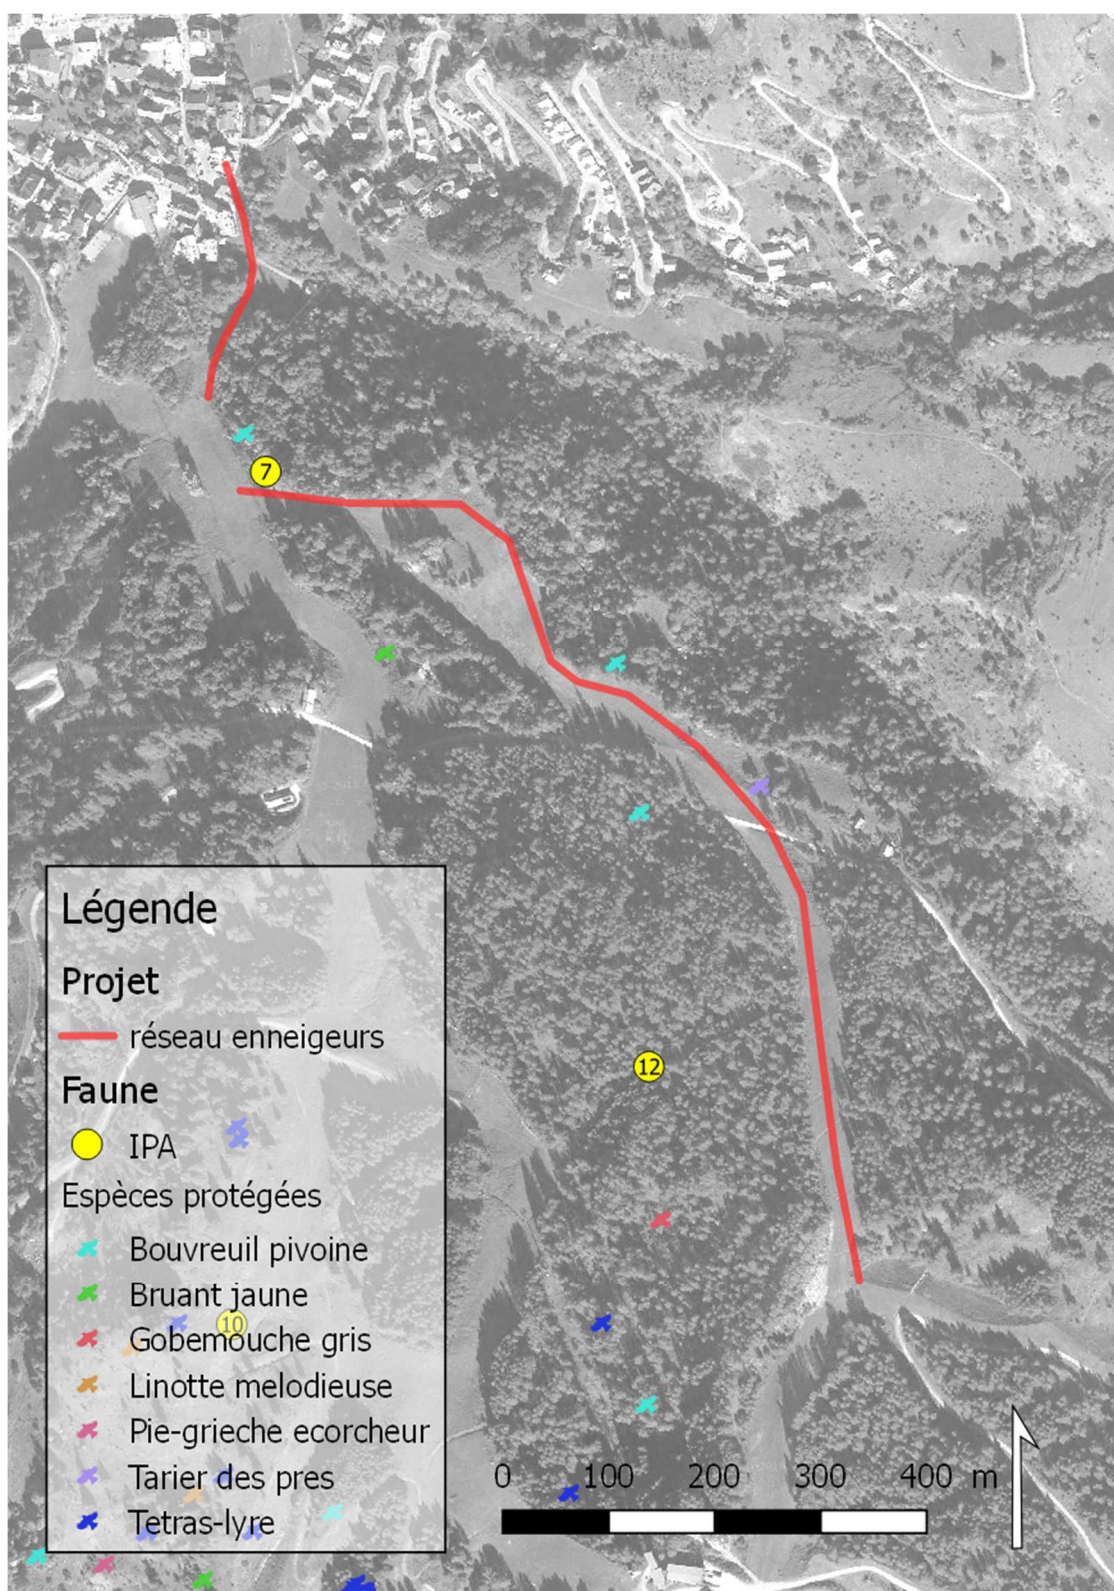 7
12
Légende
Projet
réseau enneigeurs
Faune
IPA
Espèces protégées
Bouvreuil pivoine
Bruant jaune
10
Gobemouche gris
Linotte melodieuse
Pie-grieche ecorcheur
Tarier des pres
Tetras-lyre
0 100 200 300 400 m